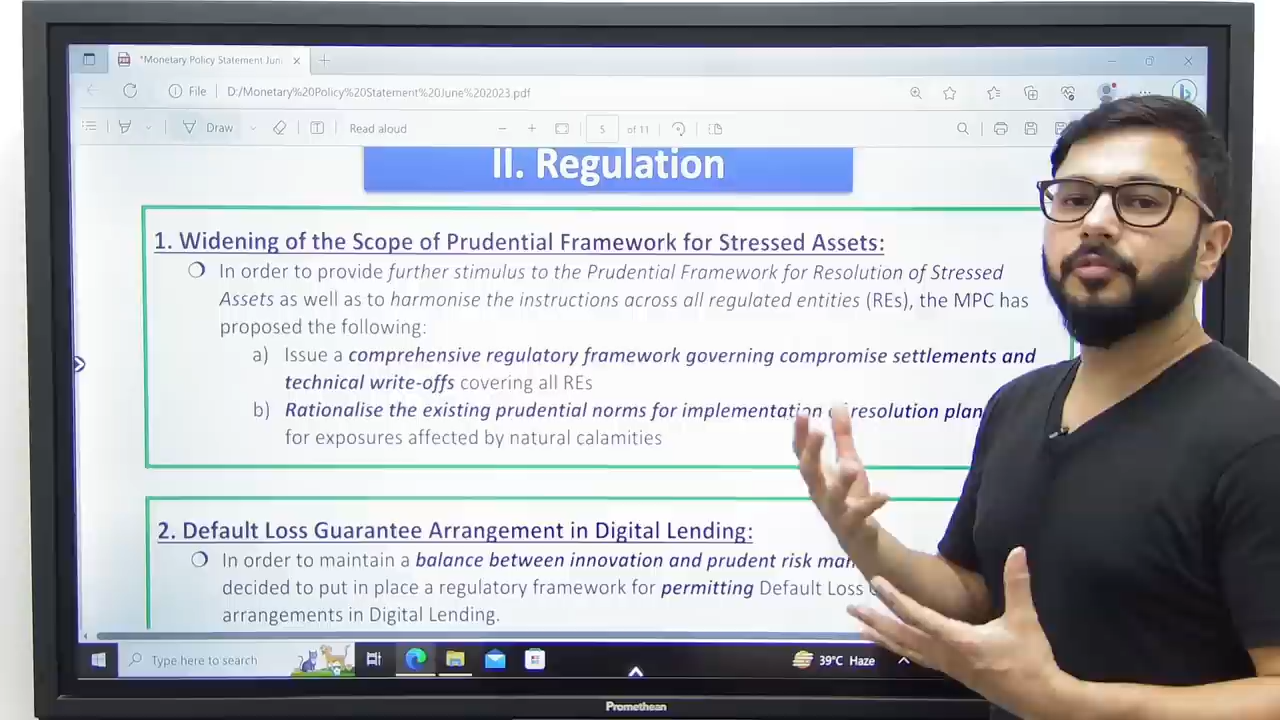 *Monetary Policy Statement Jun
File D:/Monetary%20Policy%20Statement%20June%202023.pdf
Draw Read aloud 5 of 11
II. Regulation
1. Widening of the Scope of Prudential Framework for Stressed Assets:
In order to provide further stimulus to the Prudential Framework for Resolution of Stressed
Assets as well as to harmonise the instructions across all regulated entities (REs), the MPC has
proposed the following:
a) Issue a comprehensive regulatory framework governing compromise settlements and
technical write-offs covering all REs
b) Rationalise the existing prudential norms for implementation resolution plan
for exposures affected by natural calamities
2. Default Loss Guarantee Arrangement in Digital Lending:
In order to maintain a balance between innovation and prudent risk
decided to put in place a regulatory framework for permitting Default Loss
arrangements in Digital Lending.
Type here to search 39°C Haze
Promethean